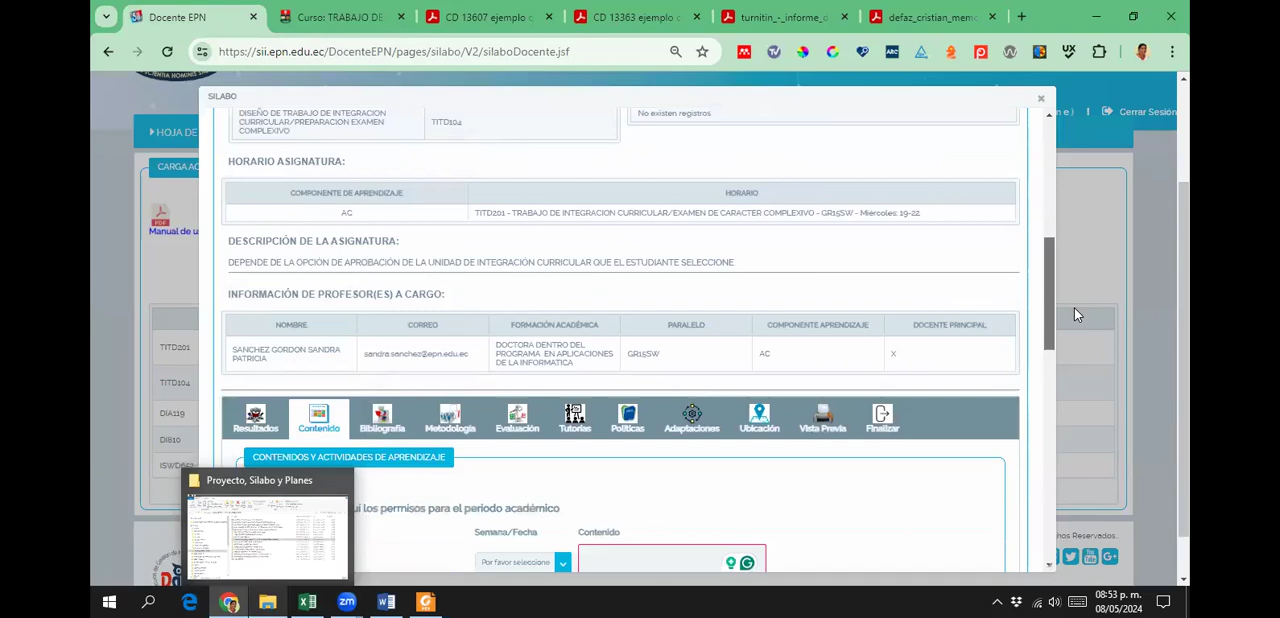 Docente EPN
Curso: TRABAJO DE
CD 13607 ejemplo c
CD 13363 ejemplo c
turnitin_-_informe_d
defaz_cristian_memo
https://sii.epn.edu.ec/DocenteEPN/pages/silabo/V2/silaboDocente.jsf
SCIENTIA HOMINIS
SILABO
HOJA DE
Cerrar Sesión
CARGA AC
Manual de u
DISEÑO DE TRABAJO DE INTEGRACION
CURRICULAR/PREPARACION EXAMEN
COMPLEXIVO
TITD104
No existen registros
HORARIO ASIGNATURA:
COMPONENTE DE APRENDIZAJE
HORARIO
AC
TITD201 - TRABAJO DE INTEGRACION CURRICULAR/EXAMEN DE CARACTER COMPLEXIVO - GR15SW - Miércoles: 19-22
DESCRIPCIÓN DE LA ASIGNATURA:
DEPENDE DE LA OPCIÓN DE APROBACIÓN DE LA UNIDAD DE INTEGRACIÓN CURRICULAR QUE EL ESTUDIANTE SELECCIONE
INFORMACIÓN DE PROFESOR(ES) A CARGO:
NOMBRE
CORREO
FORMACIÓN ACADÉMICA
PARALELO
COMPONENTE APRENDIZAJE
DOCENTE PRINCIPAL
SANCHEZ GORDON SANDRA
PATRICIA
sandra.sanchez@epn.edu.ec
DOCTORA DENTRO DEL
PROGRAMA EN APLICACIONES
DE LA INFORMATICA
GR15SW
AC
X
TITD201
TITD104
DIA119
DI810
Resultados
Contenido
Bibliografía
Metodología
Evaluación
Tutorías
Políticas
Adaptaciones
Ubicación
Vista Previa
Finalizar
CONTENIDOS Y ACTIVIDADES DE APRENDIZAJE
Proyecto, Silabo y Planes
uí los permisos para el periodo académico
Semana/Fecha
Contenido
Por favor seleccione
hos Reservados.
08:53 p. m.
08/05/2024